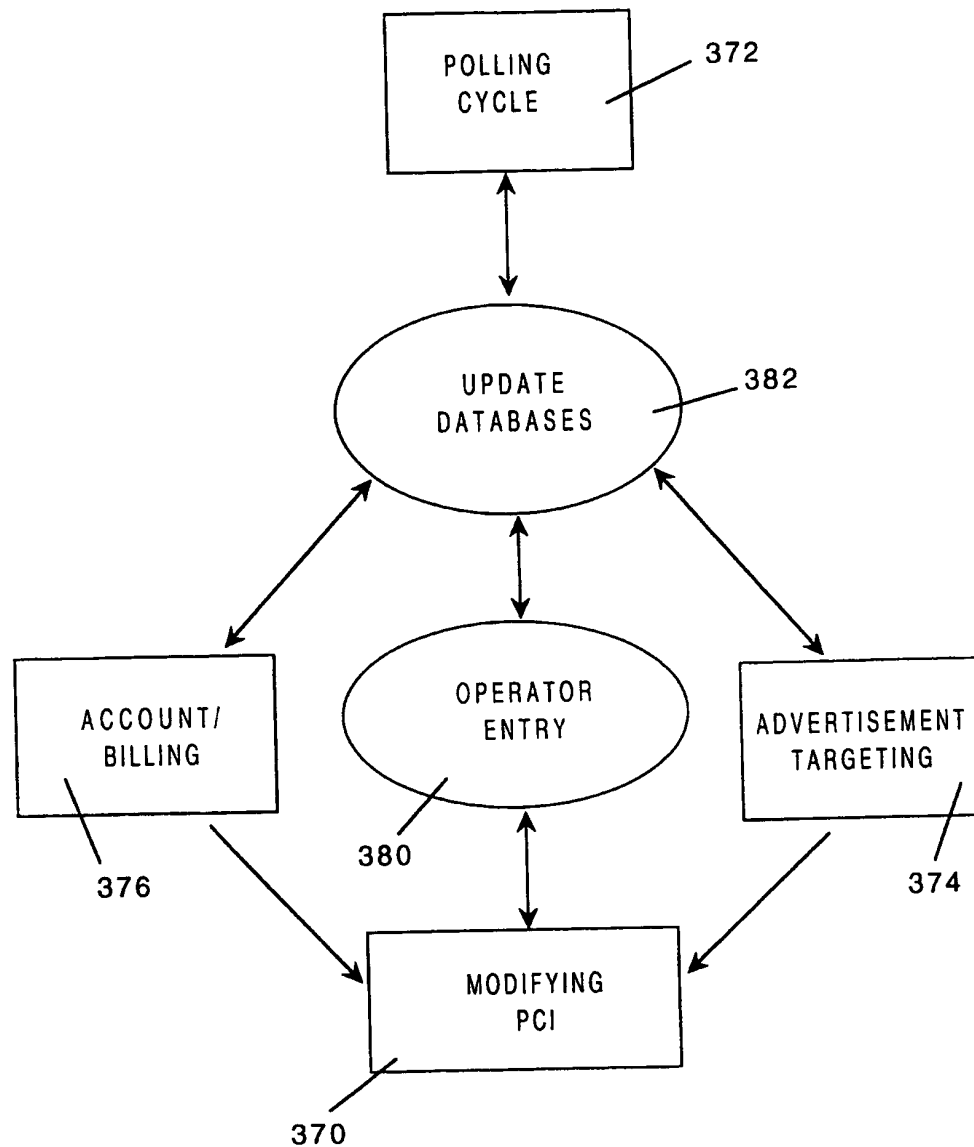 POLLING
CYCLE
372
UPDATE
DATABASES
382
ACCOUNT/
BILLING
376
OPERATOR
ENTRY
380
ADVERTISEMENT
TARGETING
374
MODIFYING
PCI
370